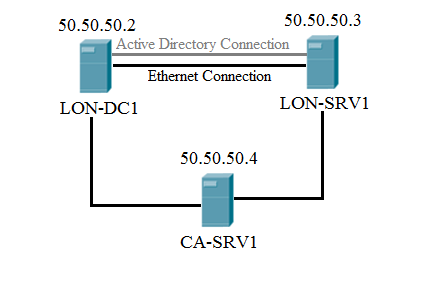 50.50.50.2
50.50.50.3
Active Directory Connection
Ethernet Connection
LON-DC1
LON-SRV1
50.50.50.4
CA-SRV1